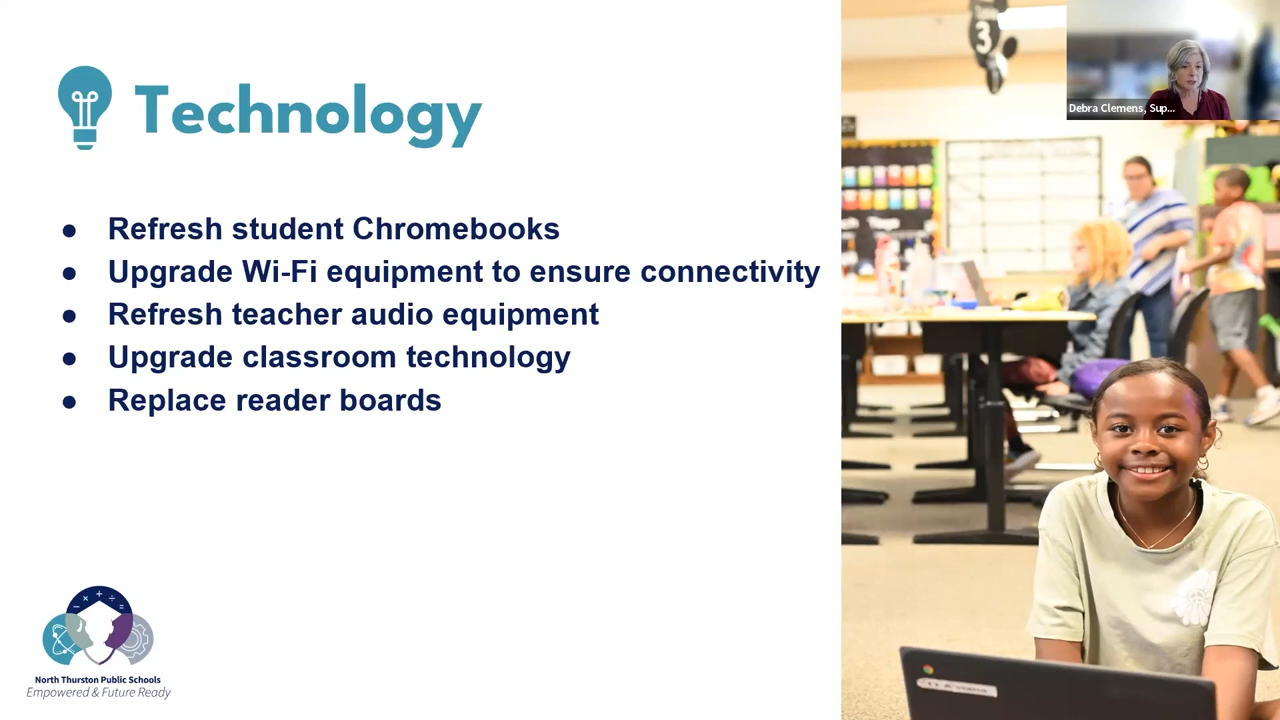 Technology
● Refresh student Chromebooks
● Upgrade Wi-Fi equipment to ensure connectivity
● Refresh teacher audio equipment
● Upgrade classroom technology
● Replace reader boards
North Thurston Public Schools
Empowered & Future Ready
3
Debra Clemens, Sup...